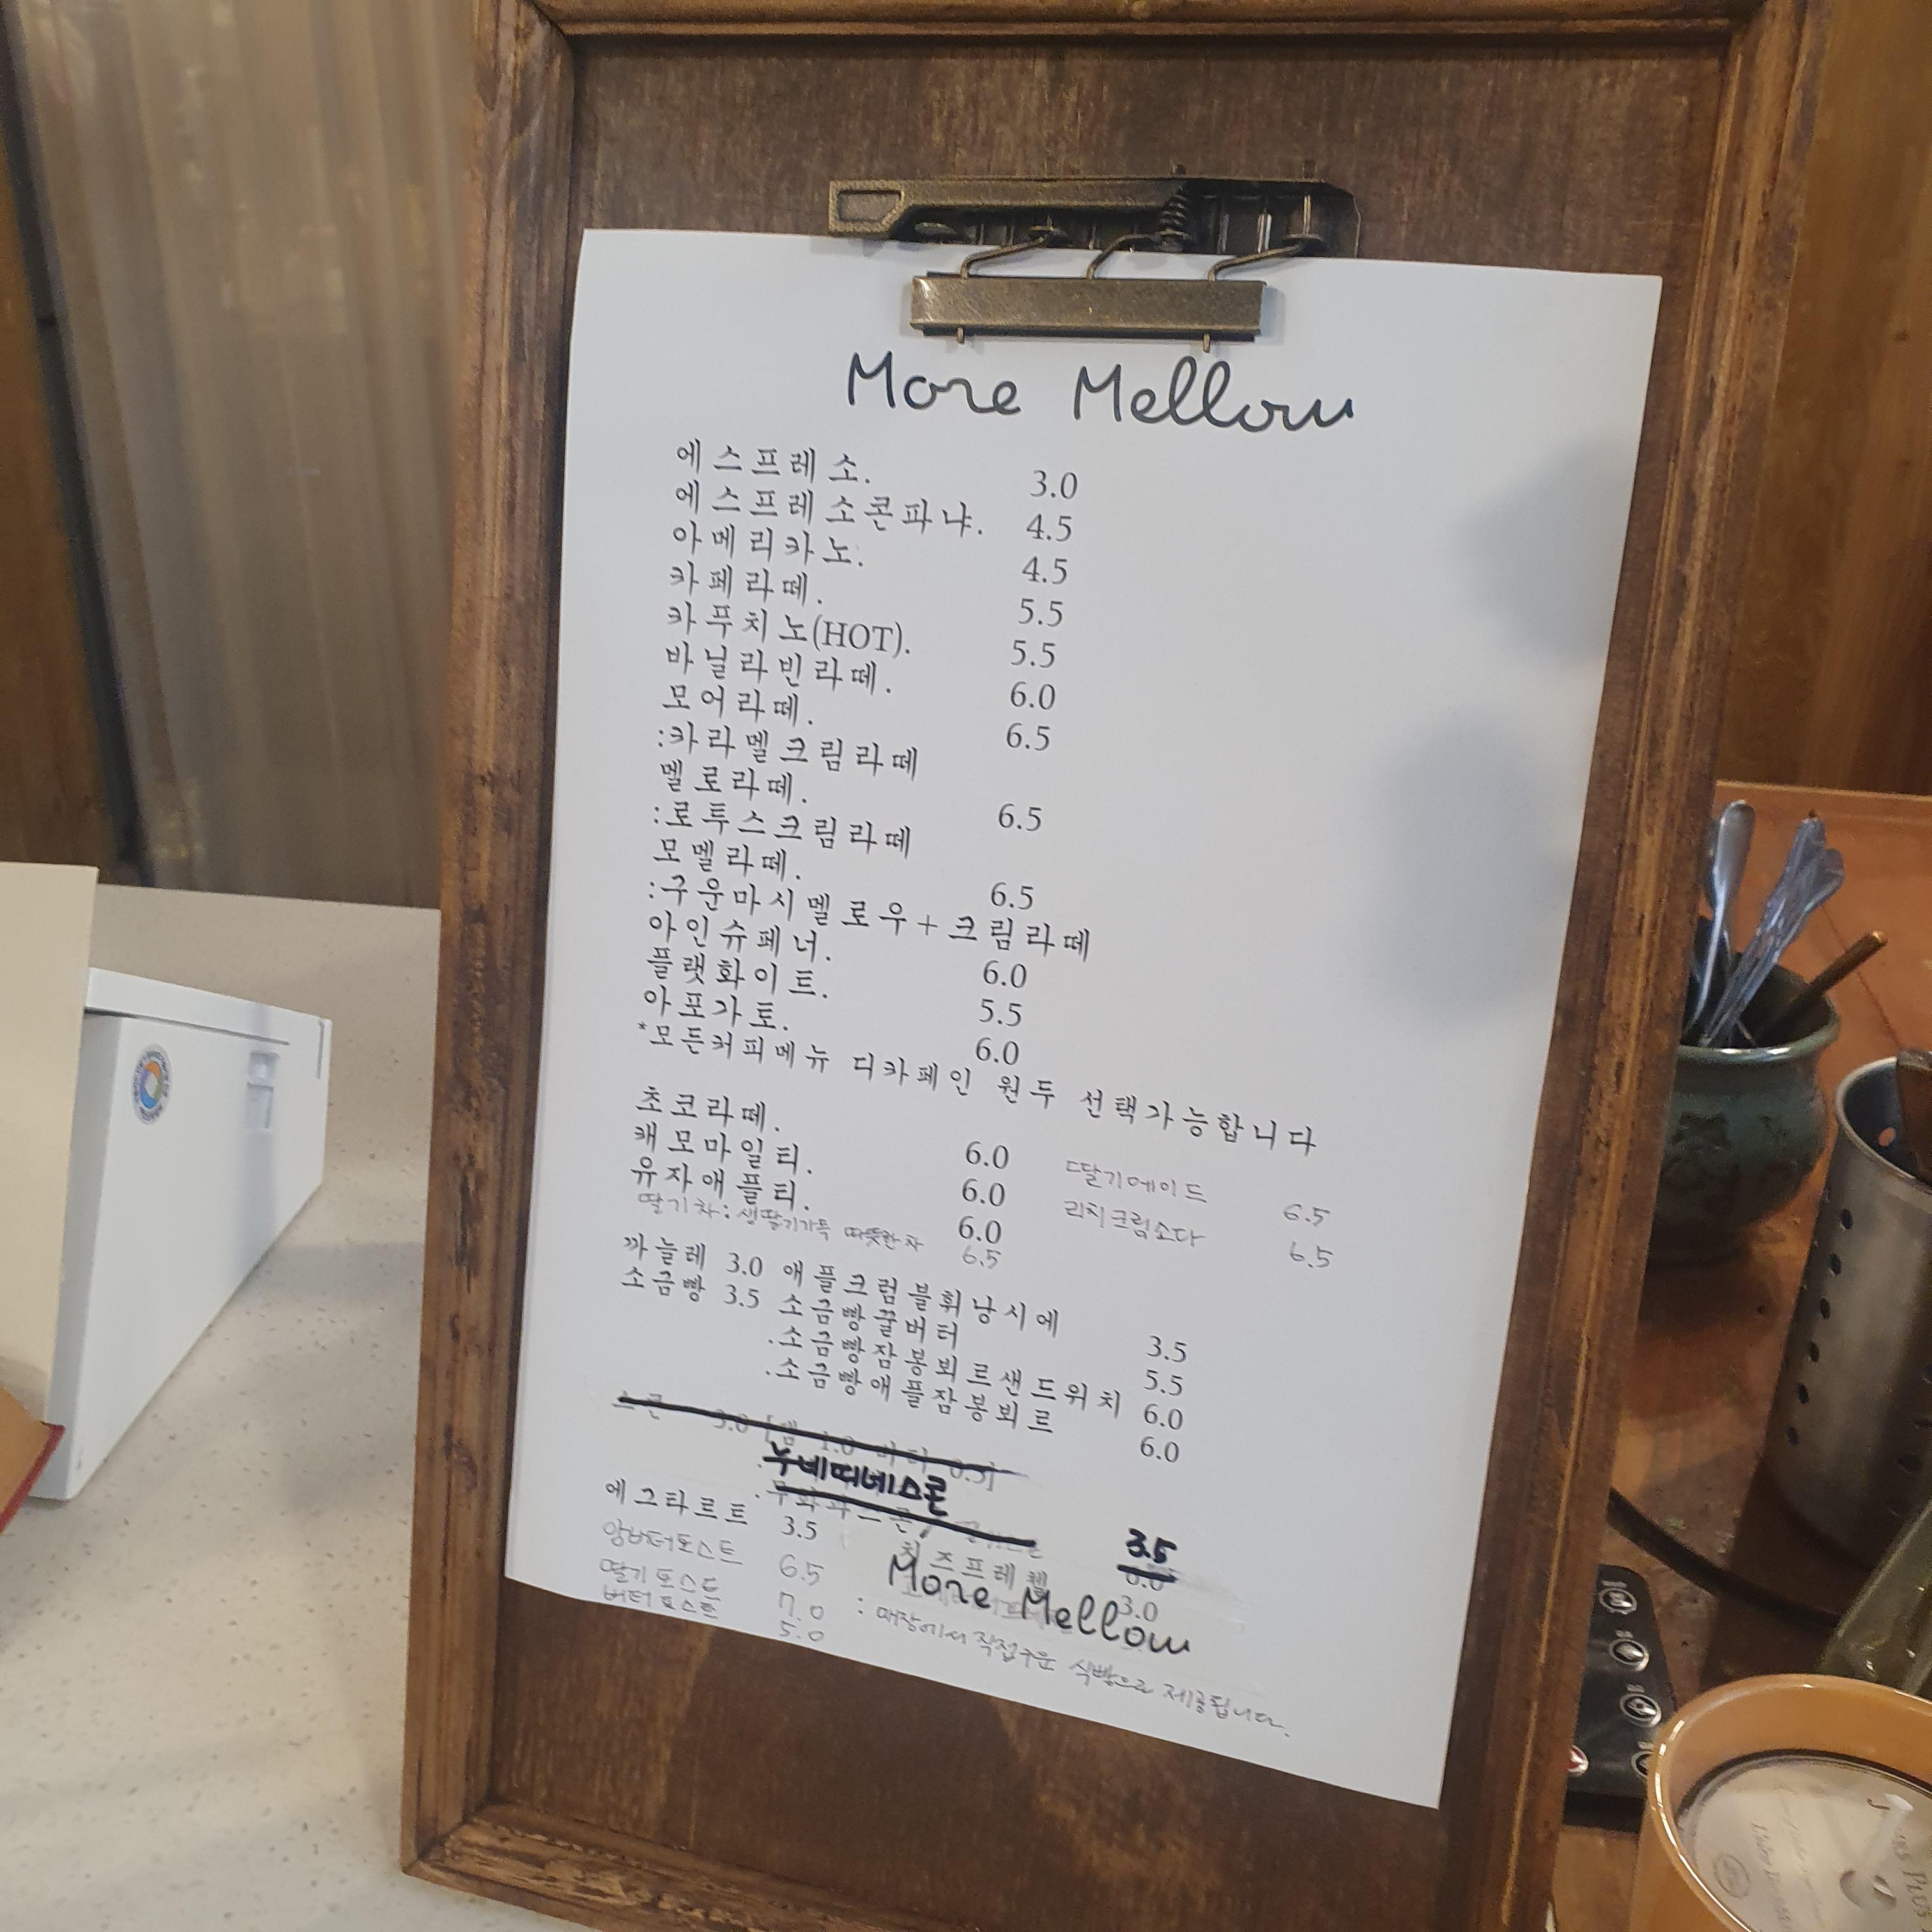 More Mellow
에스프레소. 3.0
에스프레소콘파냐. 4.5
아메리카노. 4.5
카페라떼. 5.5
카푸치노(HOT). 5.5
바닐라빈라떼. 6.0
모어라떼. 6.5
:카라멜크림라떼
멜로라떼. 6.5
:로투스크림라떼
모멜라떼. 6.5
:구운마시멜로우+크림라떼
아인슈페너. 6.0
플랫화이트. 5.5
아포가토. 6.0
*모든커피메뉴 디카페인 원두 선택가능합니다
초코라떼. 6.0 딸기에이드 6.5
캐모마일티. 6.0 리치크림소다 6.5
유자애플티. 6.0
딸기차: 생딸기가득 따뜻한차 6.5
까눌레 3.0 애플크럼블휘낭시에 3.5
소금빵 3.5 소금빵꿀버터 5.5
.소금빵잠봉뵈르샌드위치 6.0
.소금빵애플잠봉뵈르 6.0
스콘 3.0 [잼 1.0 버터 0.5]
누네띠네스콘 3.5
에그타르트 3.5
치즈프레첼 3.0
앙버터토스트 6.5
More Mellow
딸기토스트 7.0
버터토스트 5.0
: 매장에서 직접구운 식빵으로 제공됩니다.